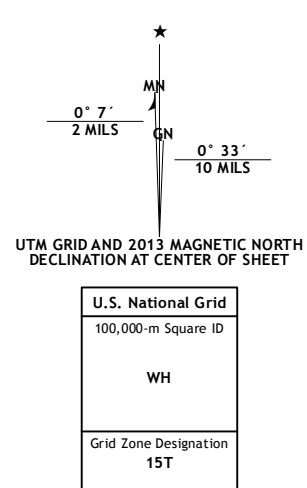 ★
MN
0° 7´
2 MILS
GN
0° 33´
10 MILS
UTM GRID AND 2013 MAGNETIC NORTH
DECLINATION AT CENTER OF SHEET
U.S. National Grid
100,000-m Square ID
WH
Grid Zone Designation
15T